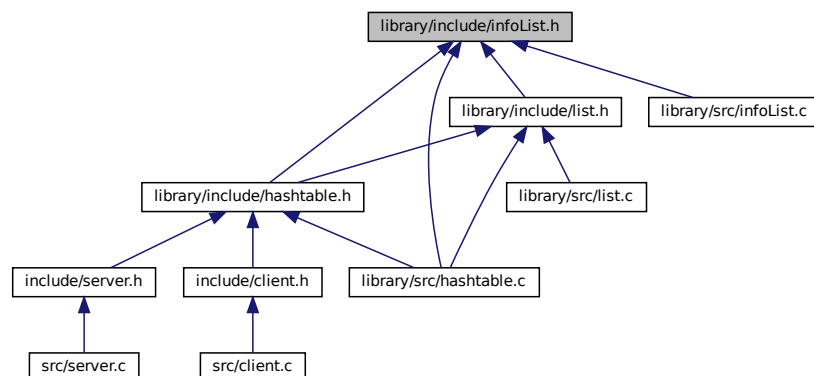 library/include/infoList.h
library/include/list.h
library/src/infoList.c
library/include/hashtable.h
library/src/list.c
include/server.h
include/client.h
library/src/hashtable.c
src/server.c
src/client.c